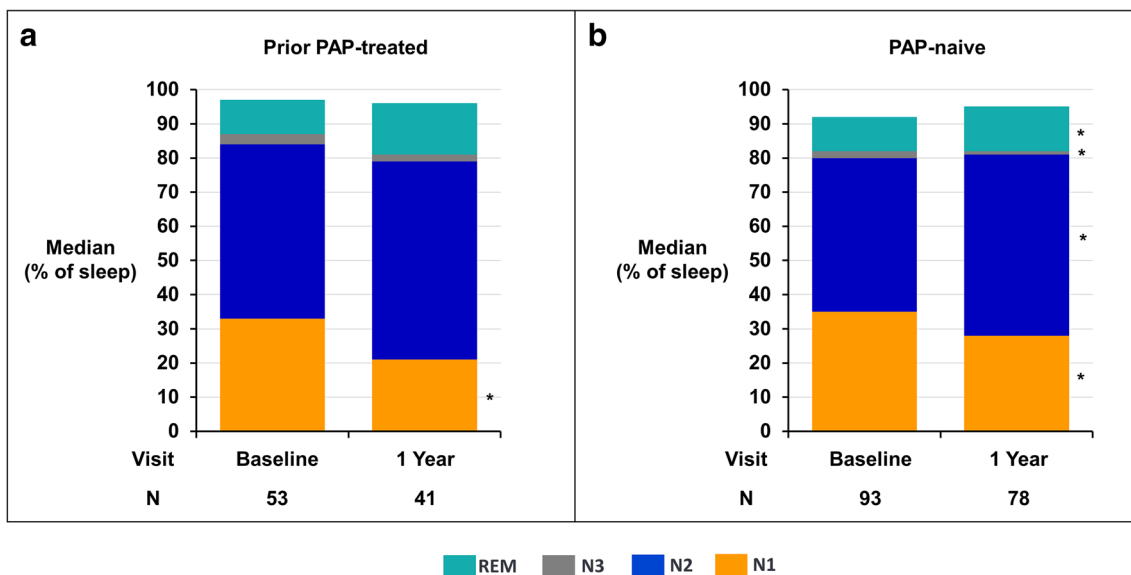 a
Prior PAP-treated
100
90
80
70
60
50
40
30
20
10
0
Median
(% of sleep)
*
Visit Baseline 1 Year
N 53 41
b
PAP-naive
100
90
80
70
60
50
40
30
20
10
0
Median
(% of sleep)
*
*
*
*
Visit Baseline 1 Year
N 93 78
REM N3 N2 N1